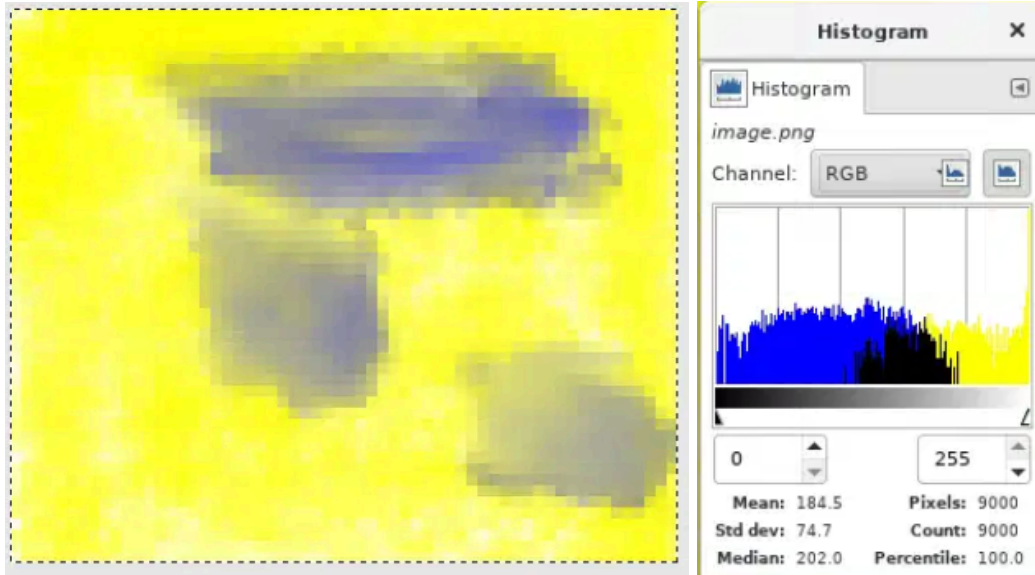 Histogram
Histogram
image.png
Channel: RGB
0 255
Mean: 184.5 Pixels: 9000
Std dev: 74.7 Count: 9000
Median: 202.0 Percentile: 100.0